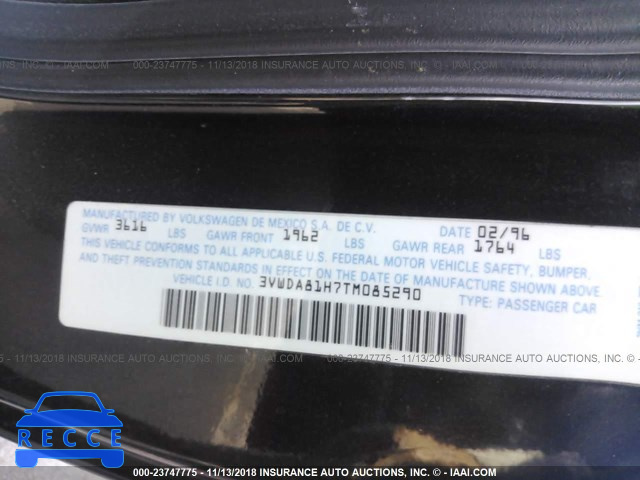 000-23747775 - 11/13/2018 INSURANCE AUTO AUCTIONS, INC. - © - IAAI.COM
MANUFACTURED BY VOLKSWAGEN DE MEXICO S.A. DE C.V. DATE 02/96
GVWR 3616 LBS GAWR FRONT 1962 LBS GAWR REAR 1764 LBS
THIS VEHICLE CONFORMS TO ALL APPLICABLE U.S. FEDERAL MOTOR VEHICLE SAFETY, BUMPER,
AND THEFT PREVENTION STANDARDS IN EFFECT ON THE DATE OF MANUFACTURE SHOWN ABOVE.
VEHICLE I.D. NO. 3VWDA81H7TM085290 TYPE: PASSENGER CAR
000-23747775 - 11/13/2018 INSURANCE AUTO AUCTIONS, INC. - © - IAAI.COM
RECCE
000-23747775 - 11/13/2018 INSURANCE AUTO AUCTIONS, INC. - © - IAAI.COM